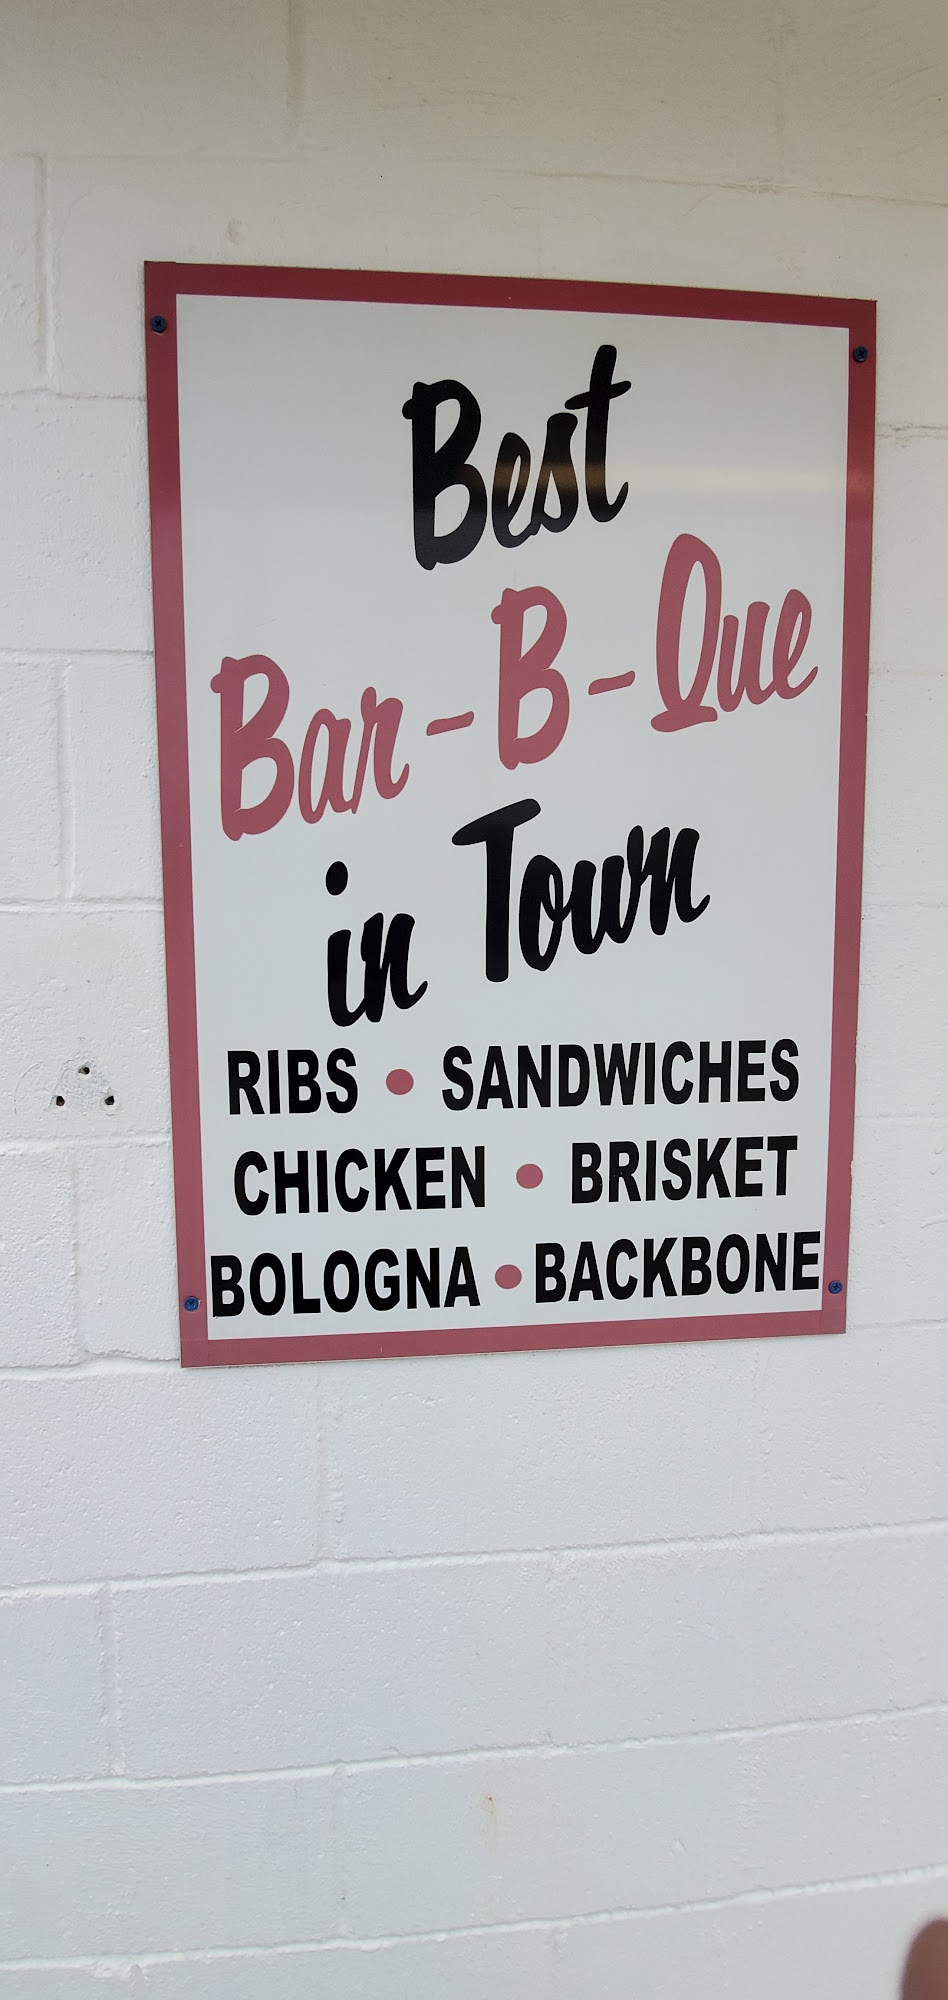 Best
Bar-B-Que
in Town
RIBS • SANDWICHES
CHICKEN • BRISKET
BOLOGNA • BACKBONE